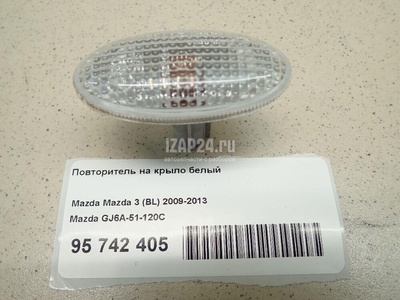 IZAP24.ru
Повторитель на крыло белый
Mazda Mazda 3 (BL) 2009-2013
Mazda GJ6A-51-120C
95 742 405